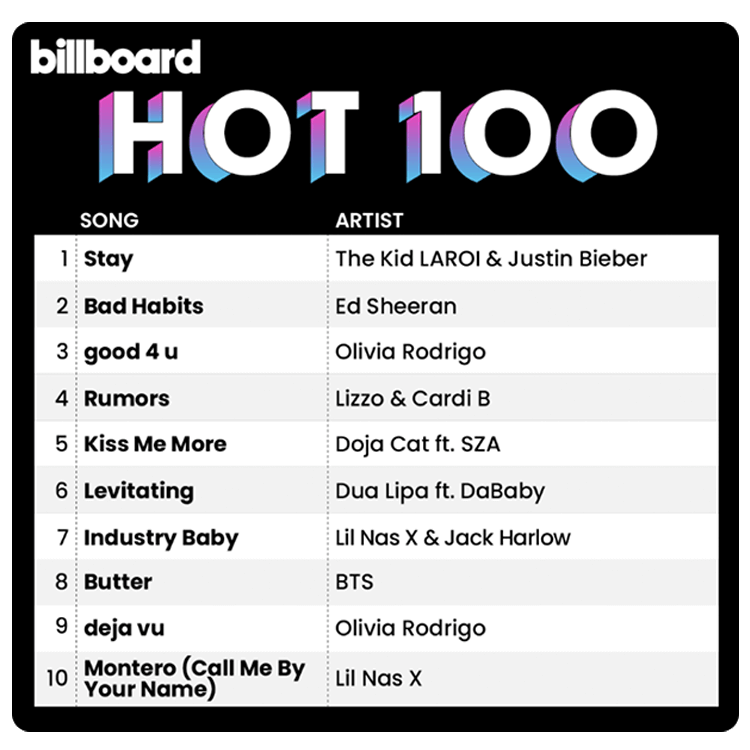 billboard
HOT 100
SONG ARTIST
1 Stay The Kid LAROI & Justin Bieber
2 Bad Habits Ed Sheeran
3 good 4 u Olivia Rodrigo
4 Rumors Lizzo & Cardi B
5 Kiss Me More Doja Cat ft. SZA
6 Levitating Dua Lipa ft. DaBaby
7 Industry Baby Lil Nas X & Jack Harlow
8 Butter BTS
9 deja vu Olivia Rodrigo
10 Montero (Call Me By
Your Name) Lil Nas X